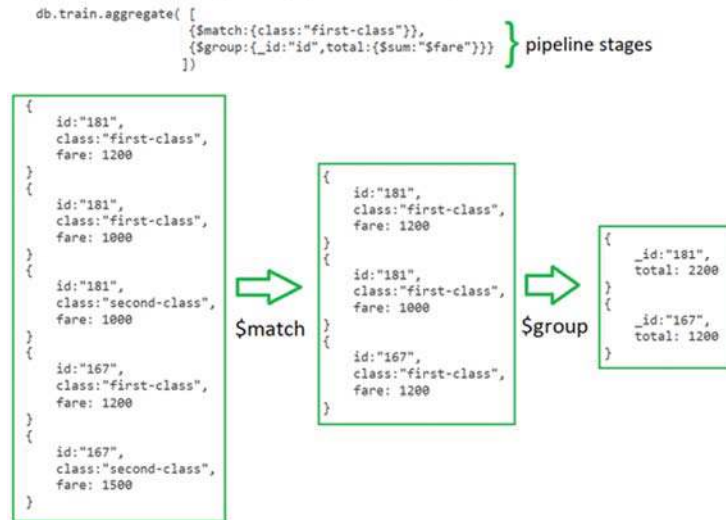 db.train.aggregate( [
{$match:{class:"first-class"}},
{$group:{_id:"id",total:{$sum:"$fare"}}}
])
pipeline stages
{
id:"181",
class:"first-class",
fare: 1200
}
{
id:"181",
class:"first-class",
fare: 1000
}
{
id:"181",
class:"second-class",
fare: 1000
}
{
id:"167",
class:"first-class",
fare: 1200
}
{
id:"167",
class:"second-class",
fare: 1500
}
$match
{
id:"181",
class:"first-class",
fare: 1200
}
{
id:"181",
class:"first-class",
fare: 1000
}
{
id:"167",
class:"first-class",
fare: 1200
}
$group
{
_id:"181",
total: 2200
}
{
_id:"167",
total: 1200
}